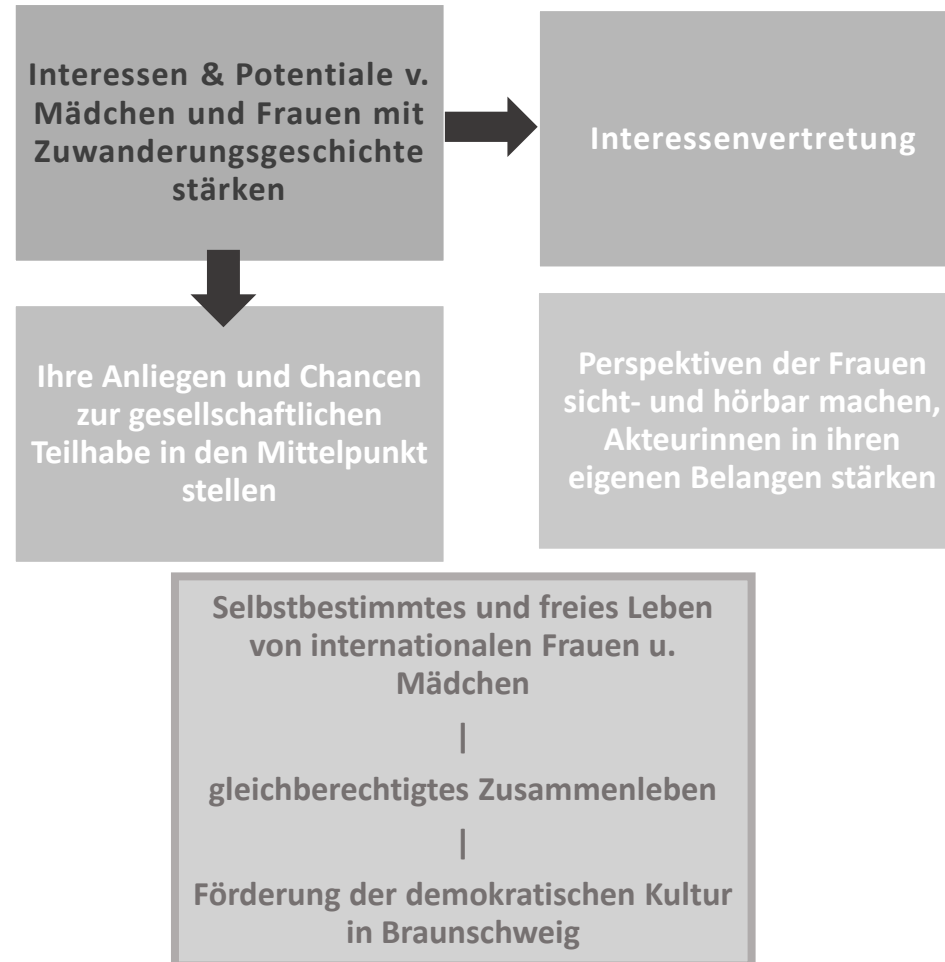 Interessen & Potentiale v.
Mädchen und Frauen mit
Zuwanderungsgeschichte
stärken
Interessenvertretung
Ihre Anliegen und Chancen
zur gesellschaftlichen
Teilhabe in den Mittelpunkt
stellen
Perspektiven der Frauen
sicht- und hörbar machen,
Akteurinnen in ihren
eigenen Belangen stärken
Selbstbestimmtes und freies Leben
von internationalen Frauen u.
Mädchen
|
gleichberechtigtes Zusammenleben
|
Förderung der demokratischen Kultur
in Braunschweig